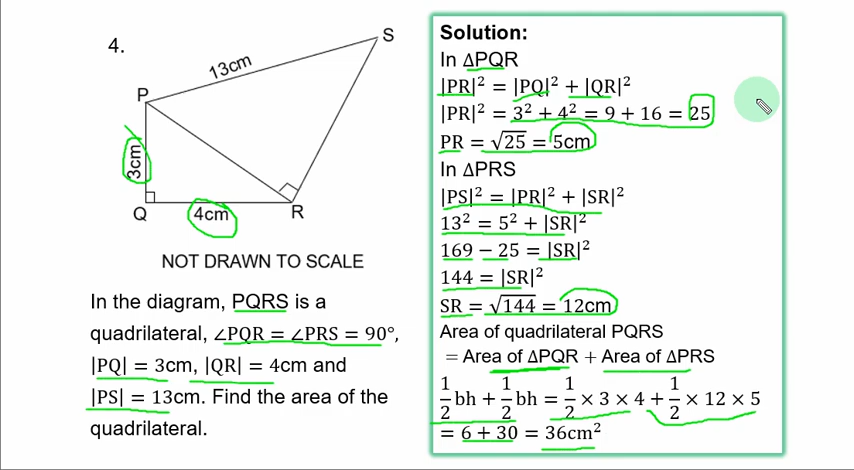 4.
S
13cm
P
3cm
Q
4cm
R
NOT DRAWN TO SCALE
In the diagram, PQRS is a
quadrilateral, ∠PQR = ∠PRS = 90°,
|PQ| = 3cm, |QR| = 4cm and
|PS| = 13cm. Find the area of the
quadrilateral.
Solution:
In ∆PQR
|PR|² = |PQ|² + |QR|²
|PR|² = 3² + 4² = 9 + 16 = 25
PR = √25 = 5cm
In ∆PRS
|PS|² = |PR|² + |SR|²
13² = 5² + |SR|²
169 − 25 = |SR|²
144 = |SR|²
SR = √144 = 12cm
Area of quadrilateral PQRS
= Area of ∆PQR + Area of ∆PRS
1/2 bh + 1/2 bh = 1/2 × 3 × 4 + 1/2 × 12 × 5
= 6 + 30 = 36cm²